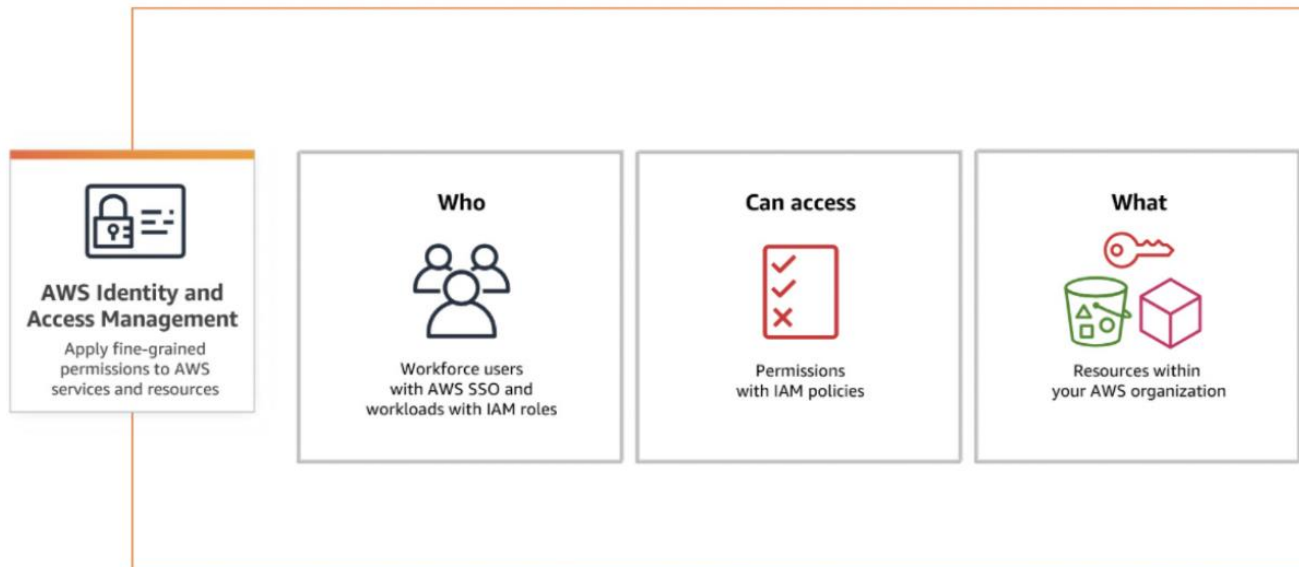 AWS Identity and
Access Management
Apply fine-grained
permissions to AWS
services and resources
Who
Workforce users
with AWS SSO and
workloads with IAM roles
Can access
Permissions
with IAM policies
What
Resources within
your AWS organization